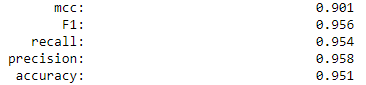 mcc: 0.901
F1: 0.956
recall: 0.954
precision: 0.958
accuracy: 0.951